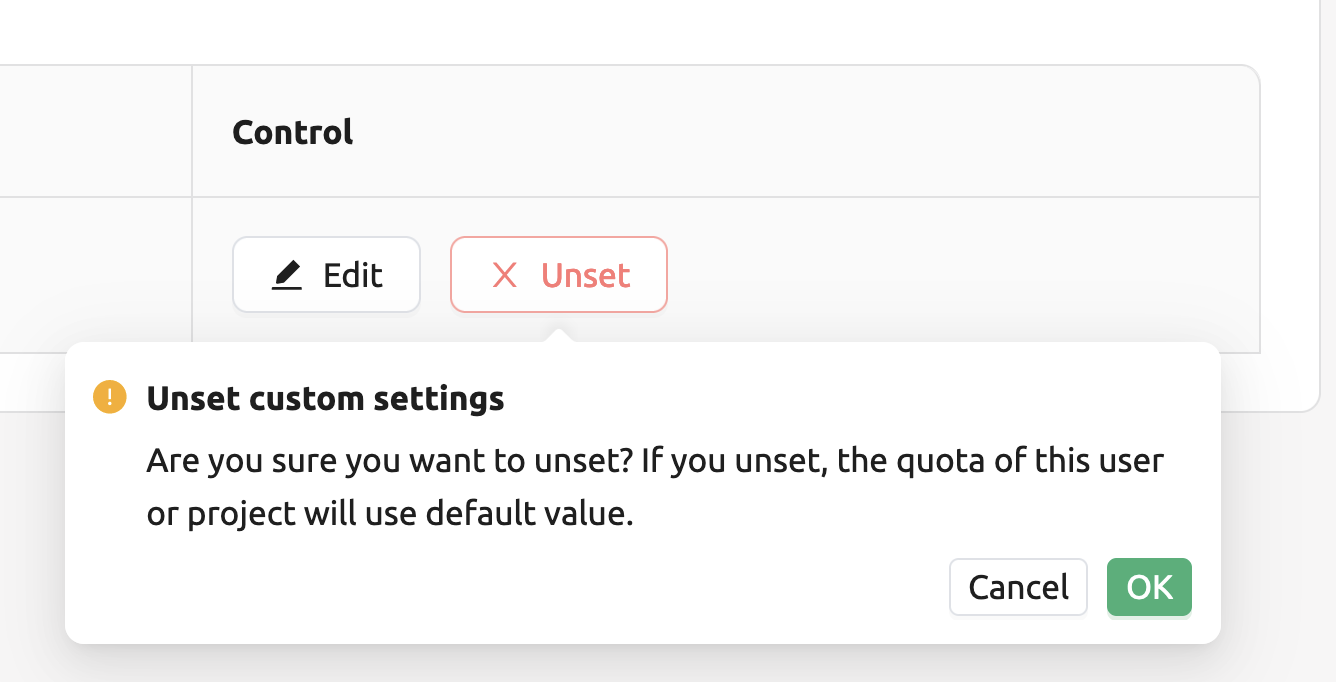 Control
Edit
Unset
Unset custom settings
Are you sure you want to unset? If you unset, the quota of this user
or project will use default value.
Cancel
OK